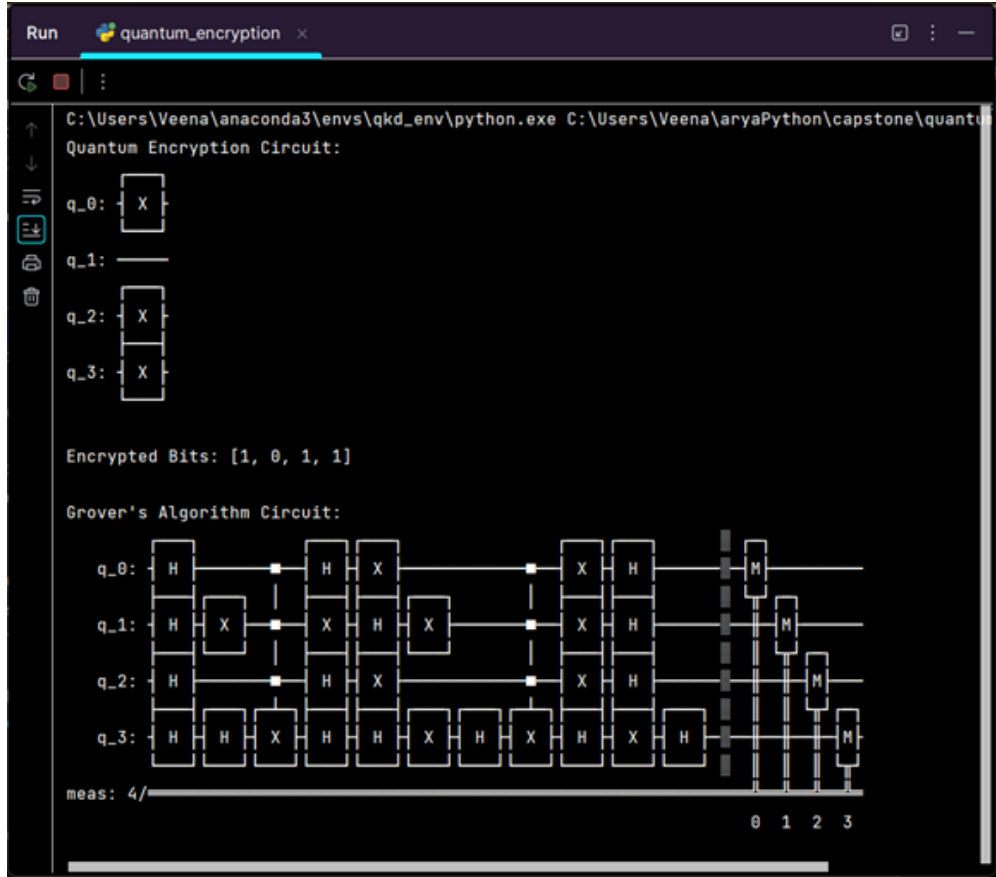 Run quantum_encryption ×
C:\Users\Veena\anaconda3\envs\qkd_env\python.exe C:\Users\Veena\aryaPython\capstone\quantum
Quantum Encryption Circuit:
q_0: X
q_1:
q_2: X
q_3: X
Encrypted Bits: [1, 0, 1, 1]
Grover's Algorithm Circuit:
q_0: H H X X H M
q_1: H X X H X X H M
q_2: H H X X H M
q_3: H H X H H X H X H X H M
meas: 4/
0 1 2 3